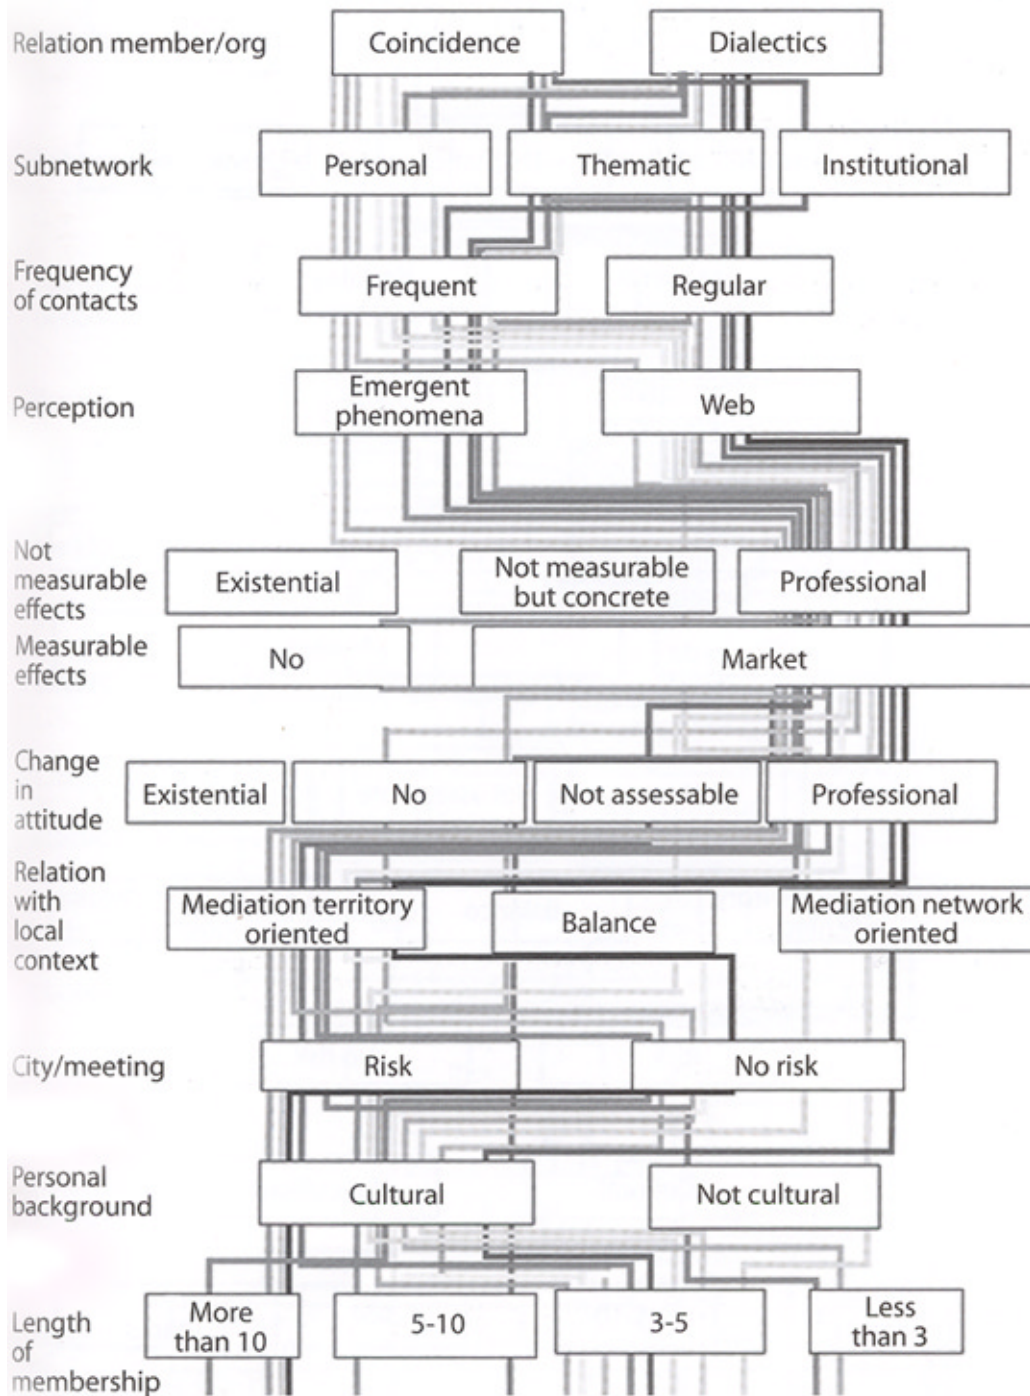 Relation member/org
Coincidence
Dialectics
Subnetwork
Personal
Thematic
Institutional
Frequency
of contacts
Frequent
Regular
Perception
Emergent
phenomena
Web
Not
measurable
effects
Existential
Not measurable
but concrete
Professional
Measurable
effects
No
Market
Change
in
attitude
Existential
No
Not assessable
Professional
Relation
with
local
context
Mediation territory
oriented
Balance
Mediation network
oriented
City/meeting
Risk
No risk
Personal
background
Cultural
Not cultural
Length
of
membership
More
than 10
5-10
3-5
Less
than 3